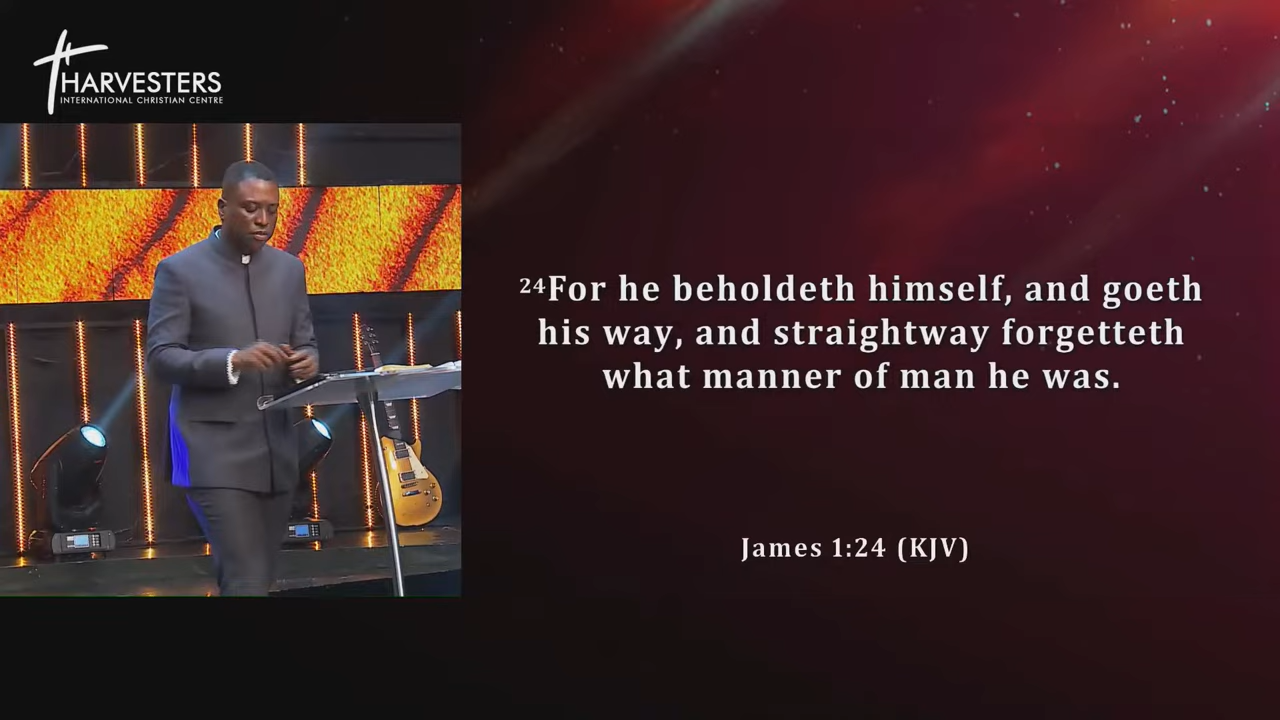 HARVESTERS
INTERNATIONAL CHRISTIAN CENTRE
24For he beholdeth himself, and goeth
his way, and straightway forgetteth
what manner of man he was.
James 1:24 (KJV)